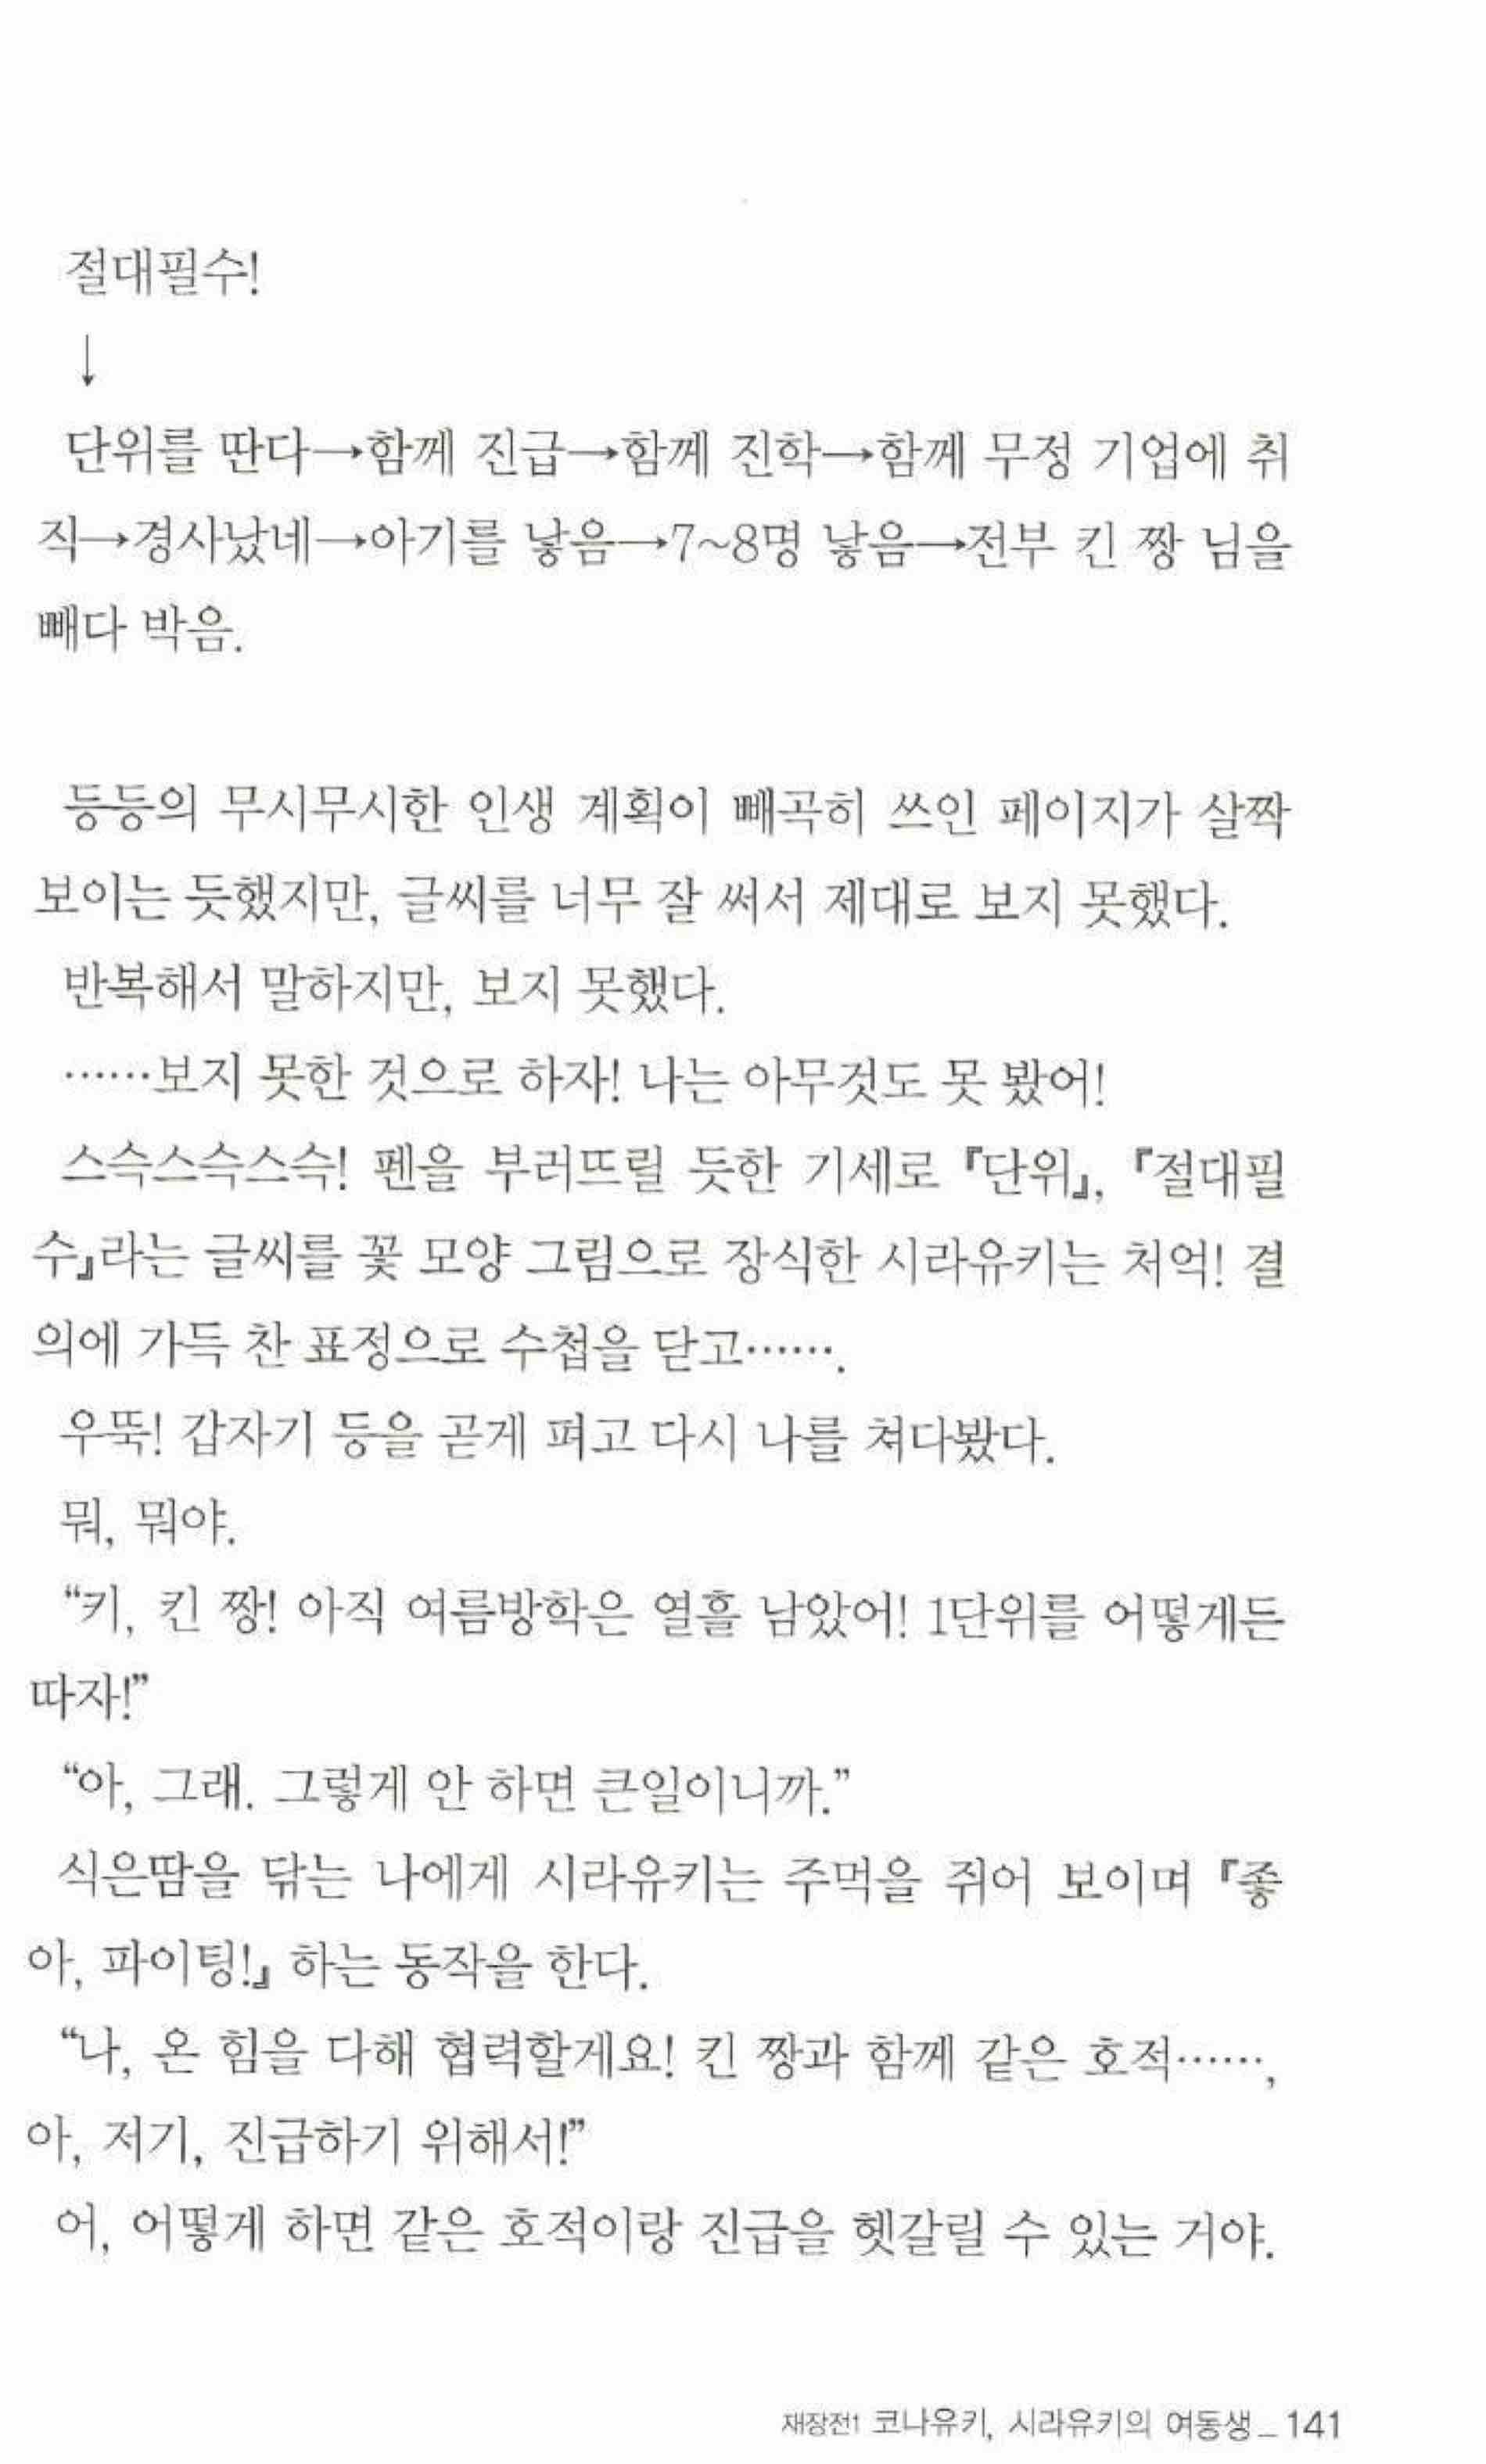 절대필수!
↓
단위를 딴다→함께 진급→함께 진학→함께 무정 기업에 취
직→경사났네→아기를 낳음→7~8명 낳음→전부 킨 짱 님을
빼다 박음.
등등의 무시무시한 인생 계획이 빼곡히 쓰인 페이지가 살짝
보이는 듯했지만, 글씨를 너무 잘 써서 제대로 보지 못했다.
반복해서 말하지만, 보지 못했다.
……보지 못한 것으로 하자! 나는 아무것도 못 봤어!
스슥스슥스슥! 펜을 부러뜨릴 듯한 기세로 『단위』, 『절대필
수』라는 글씨를 꽃 모양 그림으로 장식한 시라유키는 처억! 결
의에 가득 찬 표정으로 수첩을 닫고…….
우뚝! 갑자기 등을 곧게 펴고 다시 나를 쳐다봤다.
뭐, 뭐야.
“키, 킨 짱! 아직 여름방학은 열흘 남았어! 1단위를 어떻게든
따자!”
“아, 그래. 그렇게 안 하면 큰일이니까.”
식은땀을 닦는 나에게 시라유키는 주먹을 쥐어 보이며 『좋
아, 파이팅!』 하는 동작을 한다.
“나, 온 힘을 다해 협력할게요! 킨 짱과 함께 같은 호적……,
아, 저기, 진급하기 위해서!”
어, 어떻게 하면 같은 호적이랑 진급을 헷갈릴 수 있는 거야.
재장전1 코나유키, 시라유키의 여동생_141